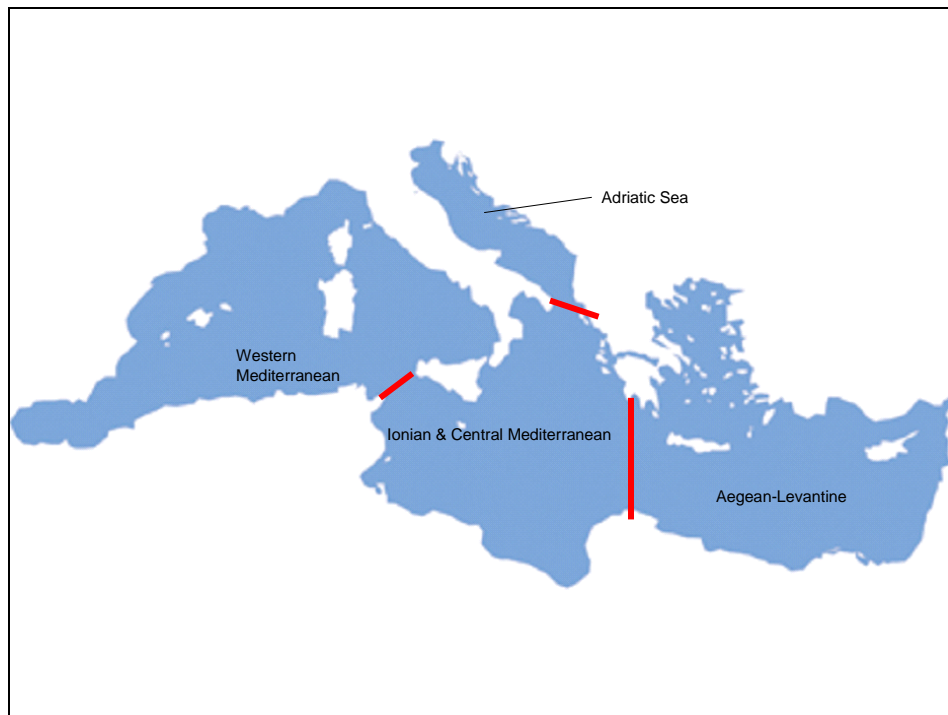 Adriatic Sea
Western
Mediterranean
Ionian & Central Mediterranean
Aegean-Levantine